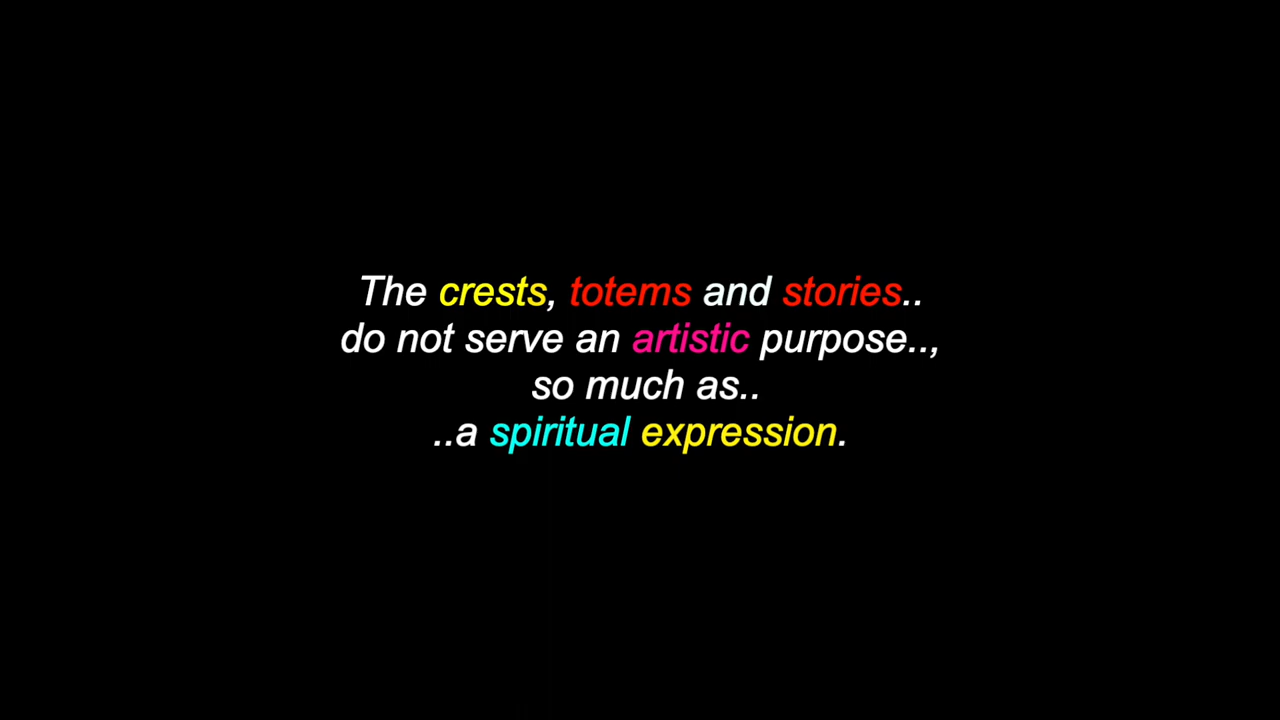 The crests, totems and stories..
do not serve an artistic purpose..,
so much as..
..a spiritual expression.